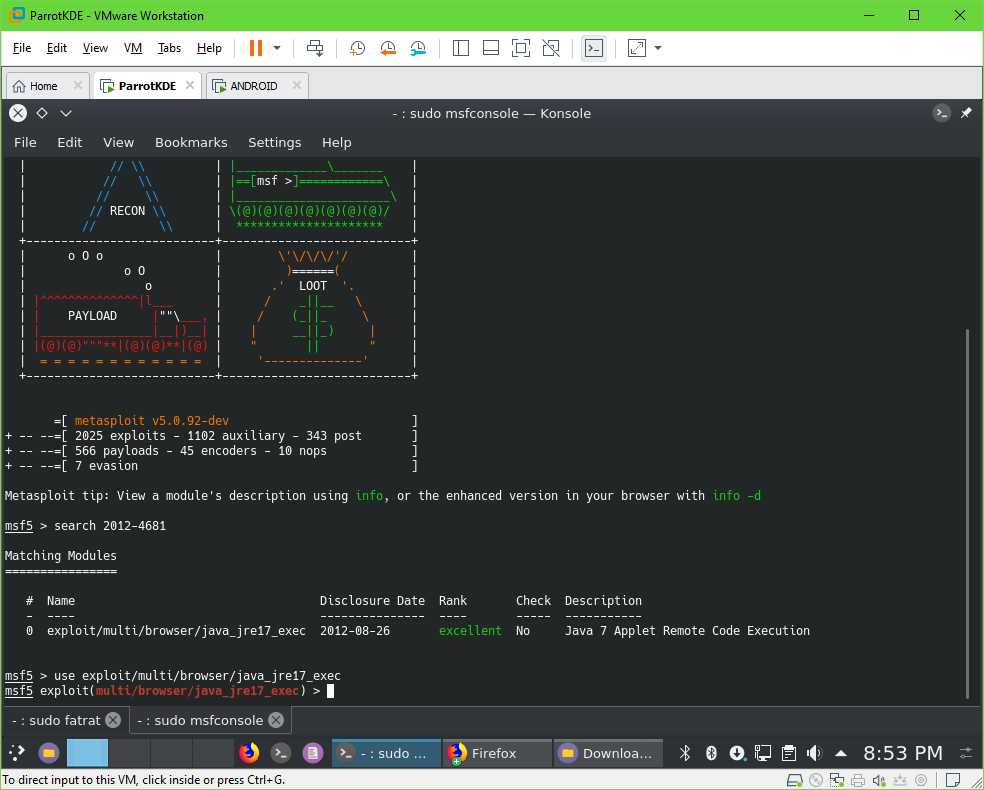 ParrotKDE - VMware Workstation
File Edit View VM Tabs Help
Home ParrotKDE ANDROID
- : sudo msfconsole — Konsole
File Edit View Bookmarks Settings Help
|             // \\         | |_____________\_______    |
|            //   \\        | |==[msf >]============\   |
|           //     \\       | |______________________\  |
|          // RECON \\      | \(@)(@)(@)(@)(@)(@)(@)/   |
|         //         \\     |  *********************    |
+---------------------------+---------------------------+
|      o O o                |        \'\/\/\/'/         |
|              o O          |         )======(          |
|                 o         |       .'  LOOT  '.        |
| |^^^^^^^^^^^^^^|l___      |      /    _||__   \       |
| |    PAYLOAD     |""\___, |     /    (_||_     \      |
| |________________|__|)__| |    |     __||_)     |     |
| |(@)(@)"""**|(@)(@)**|(@) |    "       ||       "     |
|  = = = = = = = = = = = =  |     '--------------'      |
+---------------------------+---------------------------+
=[ metasploit v5.0.92-dev ]
+ -- --=[ 2025 exploits - 1102 auxiliary - 343 post ]
+ -- --=[ 566 payloads - 45 encoders - 10 nops ]
+ -- --=[ 7 evasion ]
Metasploit tip: View a module's description using info, or the enhanced version in your browser with info -d
msf5 > search 2012-4681
Matching Modules
================
# Name Disclosure Date Rank Check Description
- ---- --------------- ---- ----- -----------
0 exploit/multi/browser/java_jre17_exec 2012-08-26 excellent No Java 7 Applet Remote Code Execution
msf5 > use exploit/multi/browser/java_jre17_exec
msf5 exploit(multi/browser/java_jre17_exec) >
- : sudo fatrat - : sudo msfconsole
- : sudo ... Firefox Downloa... 8:53 PM
To direct input to this VM, click inside or press Ctrl+G.